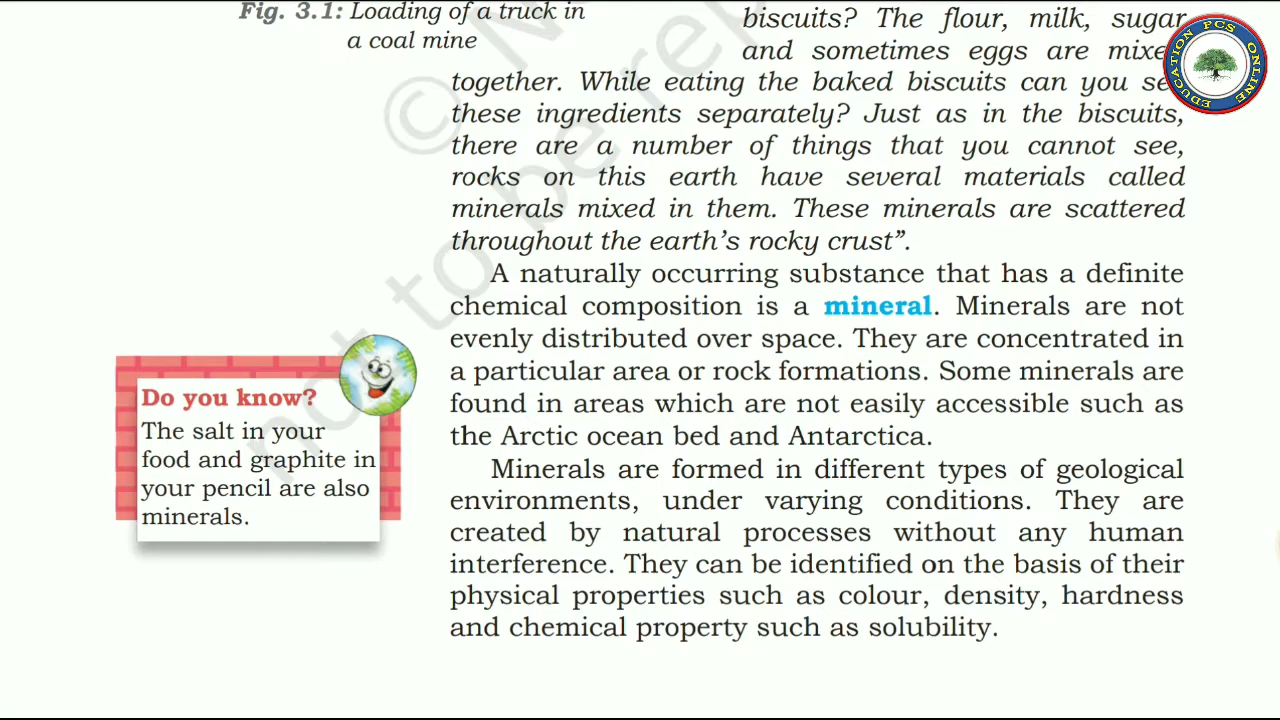 Fig. 3.1: Loading of a truck in
a coal mine
biscuits? The flour, milk, sugar
and sometimes eggs are
together. While eating the baked biscuits can you
these ingredients separately? Just as in the biscuits,
there are a number of things that you cannot see,
rocks on this earth have several materials called
minerals mixed in them. These minerals are scattered
throughout the earth's rocky crust”.
A naturally occurring substance that has a definite
chemical composition is a mineral. Minerals are not
evenly distributed over space. They are concentrated in
a particular area or rock formations. Some minerals are
found in areas which are not easily accessible such as
the Arctic ocean bed and Antarctica.
Minerals are formed in different types of geological
environments, under varying conditions. They are
created by natural processes without any human
interference. They can be identified on the basis of their
physical properties such as colour, density, hardness
and chemical property such as solubility.
Do you know?
The salt in your
food and graphite in
your pencil are also
minerals.
EDUCATION PCS ONLINE
© N
not to be rep